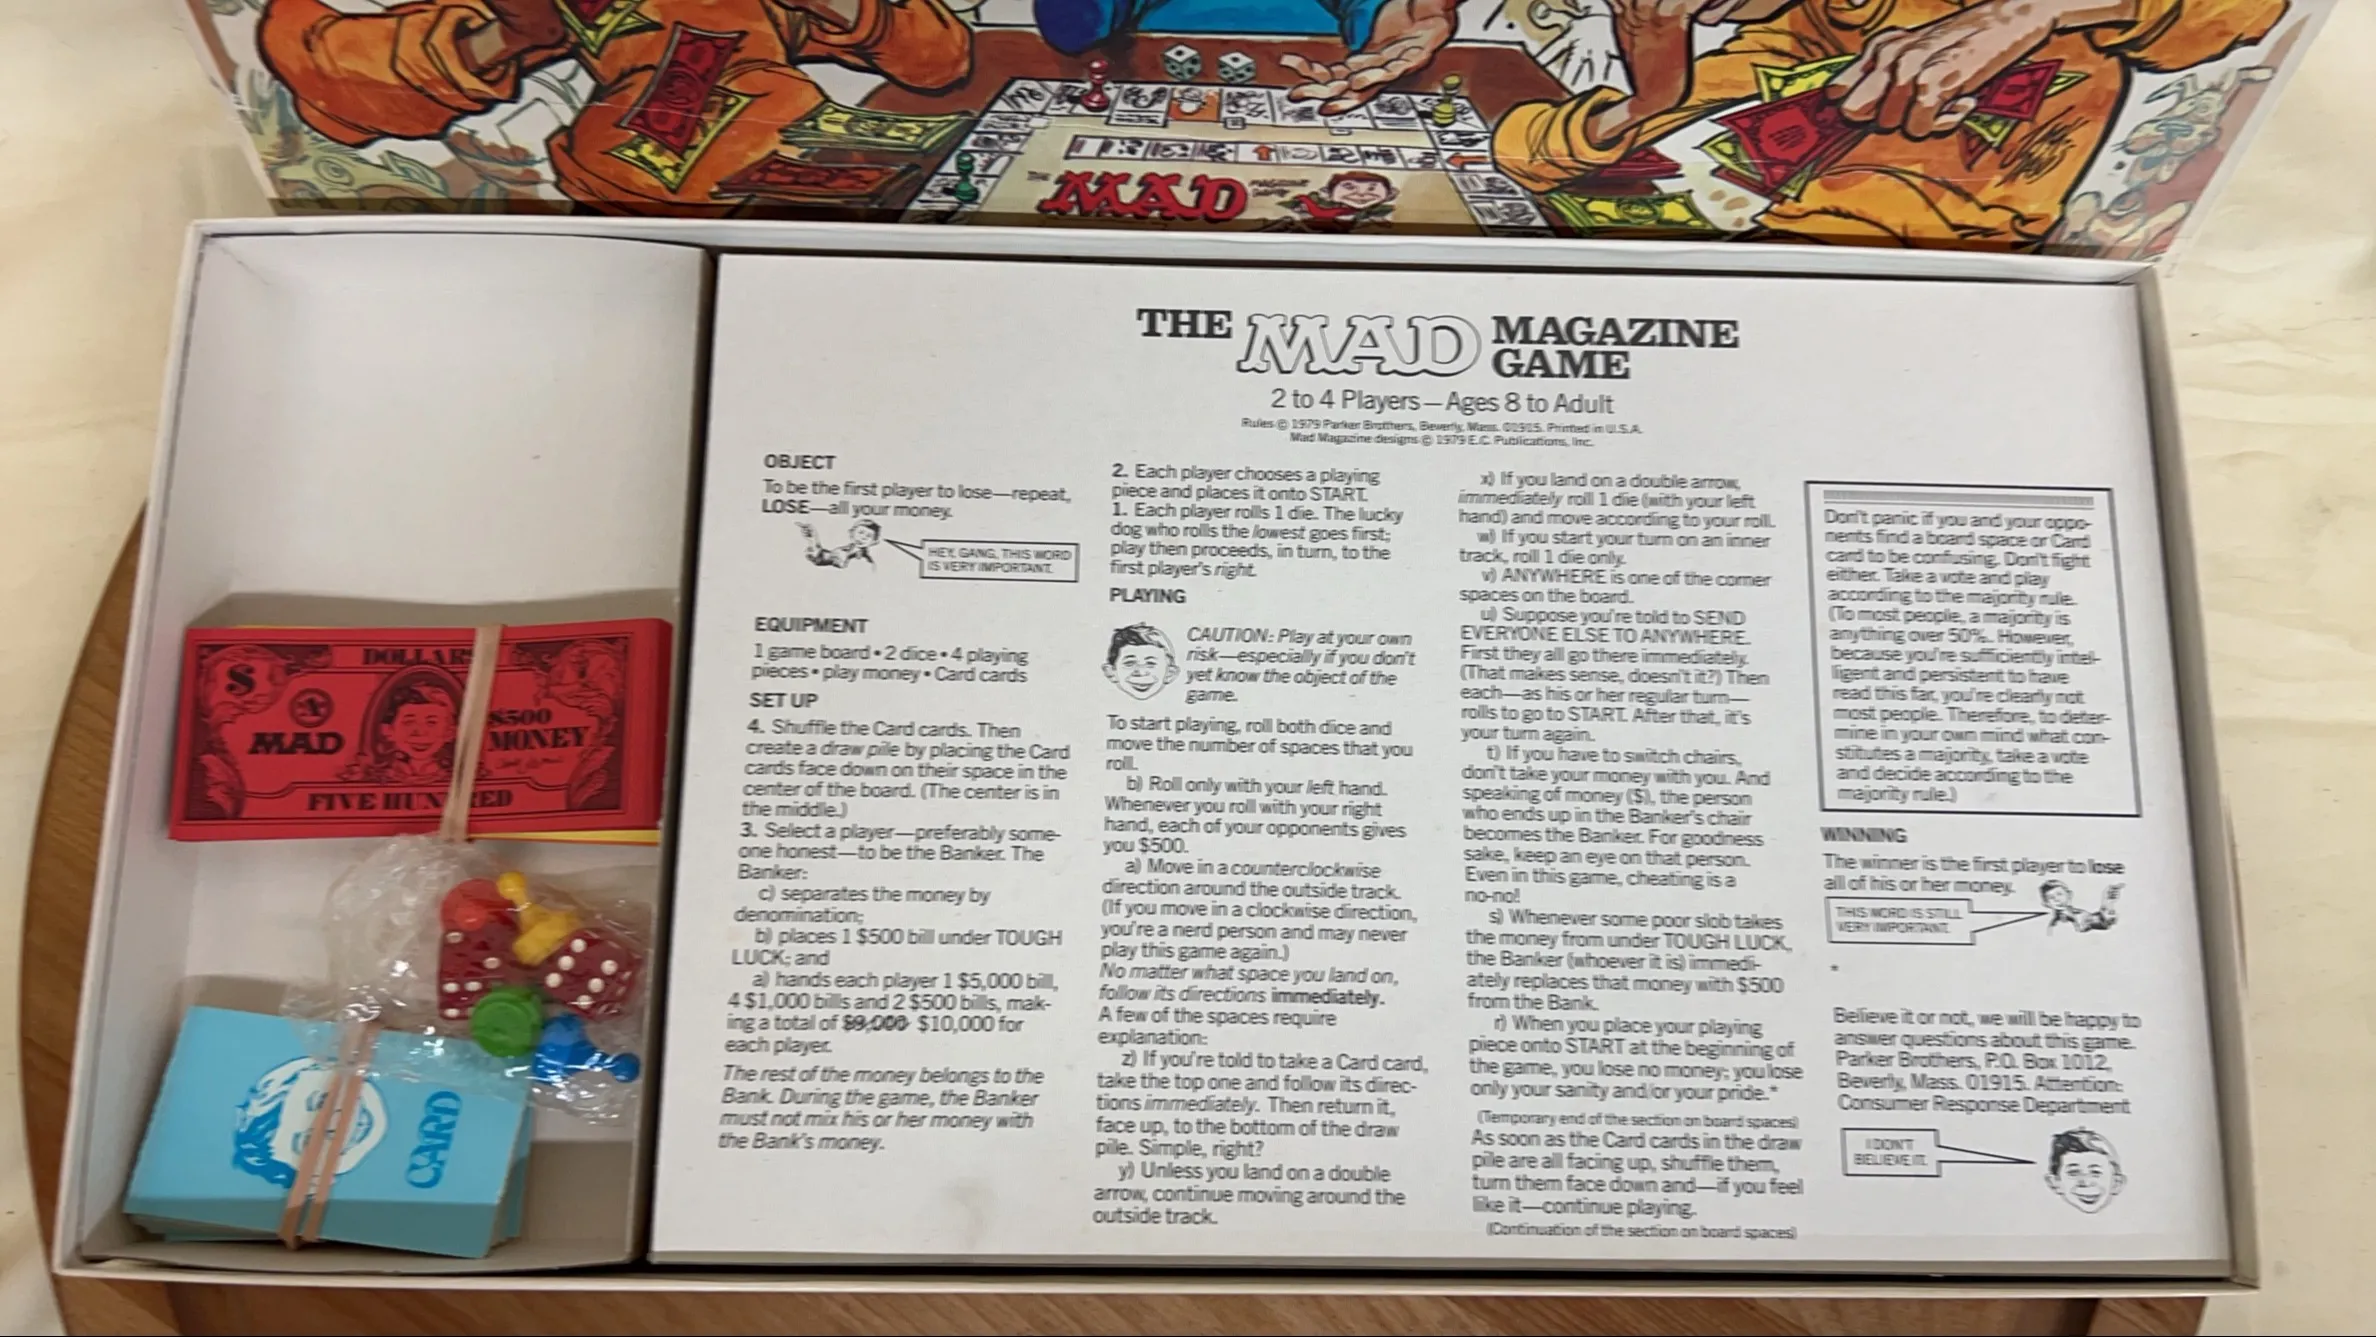 THE MAD MAGAZINE GAME
DOLLARS
$
MAD
$500
MONEY
FIVE HUNDRED
CARD
THE MAD MAGAZINE
GAME
2 to 4 Players—Ages 8 to Adult
Rules © 1979 Parker Brothers, Beverly, Mass. 01915. Printed in U.S.A.
Mad Magazine designs © 1979 E.C. Publications, Inc.
OBJECT
To be the first player to lose—repeat,
LOSE—all your money.
HEY, GANG, THIS WORD
IS VERY IMPORTANT.
EQUIPMENT
1 game board • 2 dice • 4 playing
pieces • play money • Card cards
SET UP
4. Shuffle the Card cards. Then
create a draw pile by placing the Card
cards face down on their space in the
center of the board. (The center is in
the middle.)
3. Select a player—preferably some-
one honest—to be the Banker. The
Banker:
c) separates the money by
denomination;
b) places 1 $500 bill under TOUGH
LUCK; and
a) hands each player 1 $5,000 bill,
4 $1,000 bills and 2 $500 bills, mak-
ing a total of $9,000 $10,000 for
each player.
The rest of the money belongs to the
Bank. During the game, the Banker
must not mix his or her money with
the Bank's money.
2. Each player chooses a playing
piece and places it onto START.
1. Each player rolls 1 die. The lucky
dog who rolls the lowest goes first;
play then proceeds, in turn, to the
first player's right.
PLAYING
CAUTION: Play at your own
risk—especially if you don't
yet know the object of the
game.
To start playing, roll both dice and
move the number of spaces that you
roll.
b) Roll only with your left hand.
Whenever you roll with your right
hand, each of your opponents gives
you $500.
a) Move in a counterclockwise
direction around the outside track.
(If you move in a clockwise direction,
you're a nerd person and may never
play this game again.)
No matter what space you land on,
follow its directions immediately.
A few of the spaces require
explanation:
z) If you're told to take a Card card,
take the top one and follow its direc-
tions immediately. Then return it,
face up, to the bottom of the draw
pile. Simple, right?
y) Unless you land on a double
arrow, continue moving around the
outside track.
x) If you land on a double arrow,
immediately roll 1 die (with your left
hand) and move according to your roll.
w) If you start your turn on an inner
track, roll 1 die only.
v) ANYWHERE is one of the corner
spaces on the board.
u) Suppose you're told to SEND
EVERYONE ELSE TO ANYWHERE.
First they all go there immediately.
(That makes sense, doesn't it?) Then
each—as his or her regular turn—
rolls to go to START. After that, it's
your turn again.
t) If you have to switch chairs,
don't take your money with you. And
speaking of money ($), the person
who ends up in the Banker's chair
becomes the Banker. For goodness
sake, keep an eye on that person.
Even in this game, cheating is a
no-no!
s) Whenever some poor slob takes
the money from under TOUGH LUCK,
the Banker (whoever it is) immedi-
ately replaces that money with $500
from the Bank.
r) When you place your playing
piece onto START at the beginning of
the game, you lose no money; you lose
only your sanity and/or your pride.*
(Temporary end of the section on board spaces)
As soon as the Card cards in the draw
pile are all facing up, shuffle them,
turn them face down and—if you feel
like it—continue playing.
(Continuation of the section on board spaces)
Don't panic if you and your oppo-
nents find a board space or Card
card to be confusing. Don't fight
either. Take a vote and play
according to the majority rule.
(To most people, a majority is
anything over 50%. However,
because you're sufficiently intel-
ligent and persistent to have
read this far, you're clearly not
most people. Therefore, to deter-
mine in your own mind what con-
stitutes a majority, take a vote
and decide according to the
majority rule.)
WINNING
The winner is the first player to lose
all of his or her money.
THIS WORD IS STILL
VERY IMPORTANT.
*
Believe it or not, we will be happy to
answer questions about this game.
Parker Brothers, P.O. Box 1012,
Beverly, Mass. 01915. Attention:
Consumer Response Department
I DON'T
BELIEVE IT.